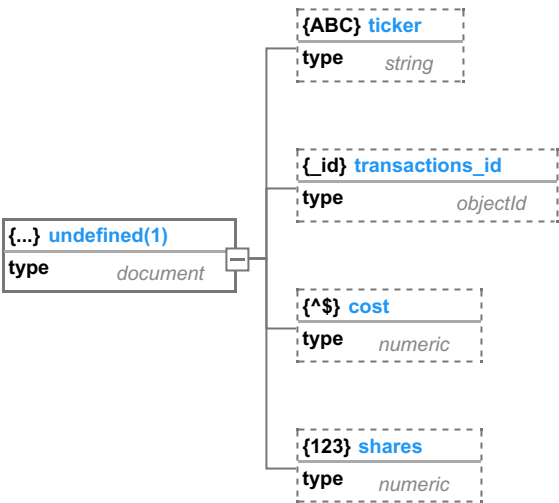 {ABC} ticker
type string
{_id} transactions_id
type objectId
{...} undefined(1)
type document
{^$} cost
type numeric
{123} shares
type numeric